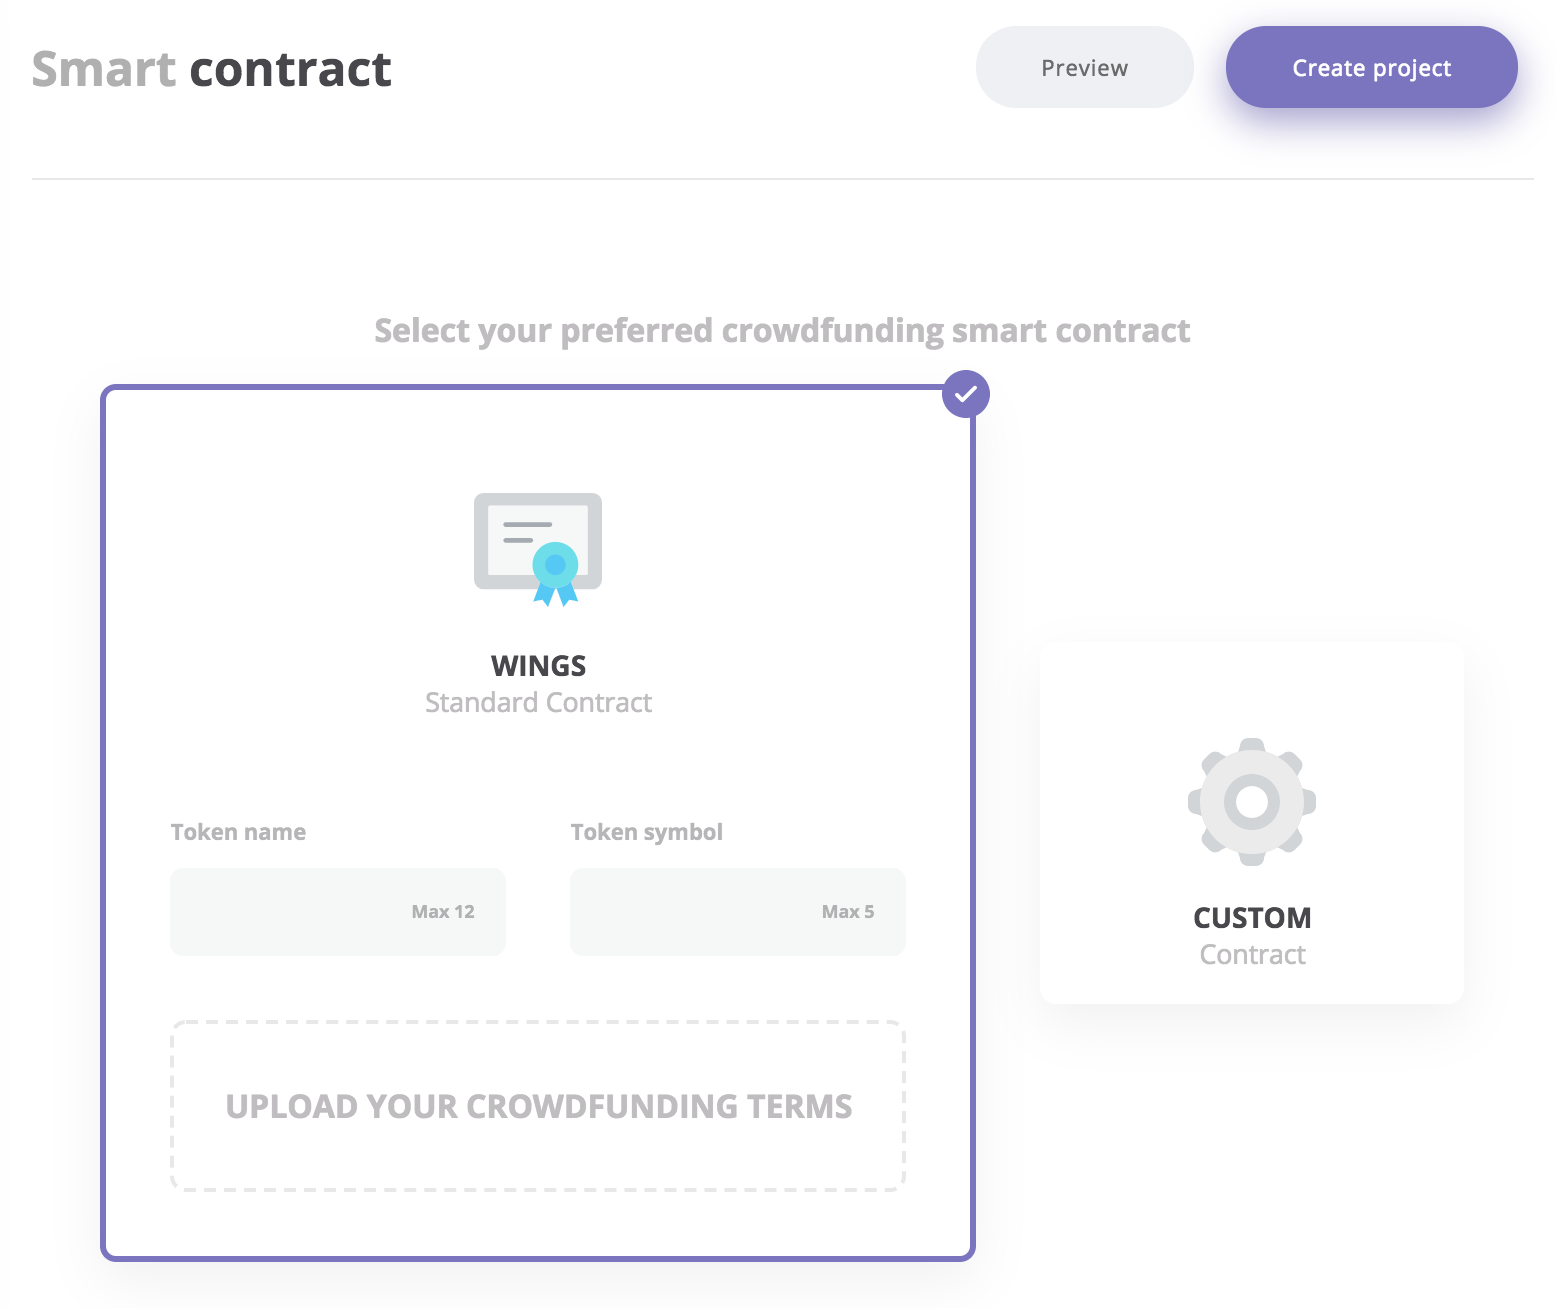 Smart contract
Preview
Create project
Select your preferred crowdfunding smart contract
WINGS
Standard Contract
Token name
Token symbol
Max 12
Max 5
UPLOAD YOUR CROWDFUNDING TERMS
CUSTOM
Contract